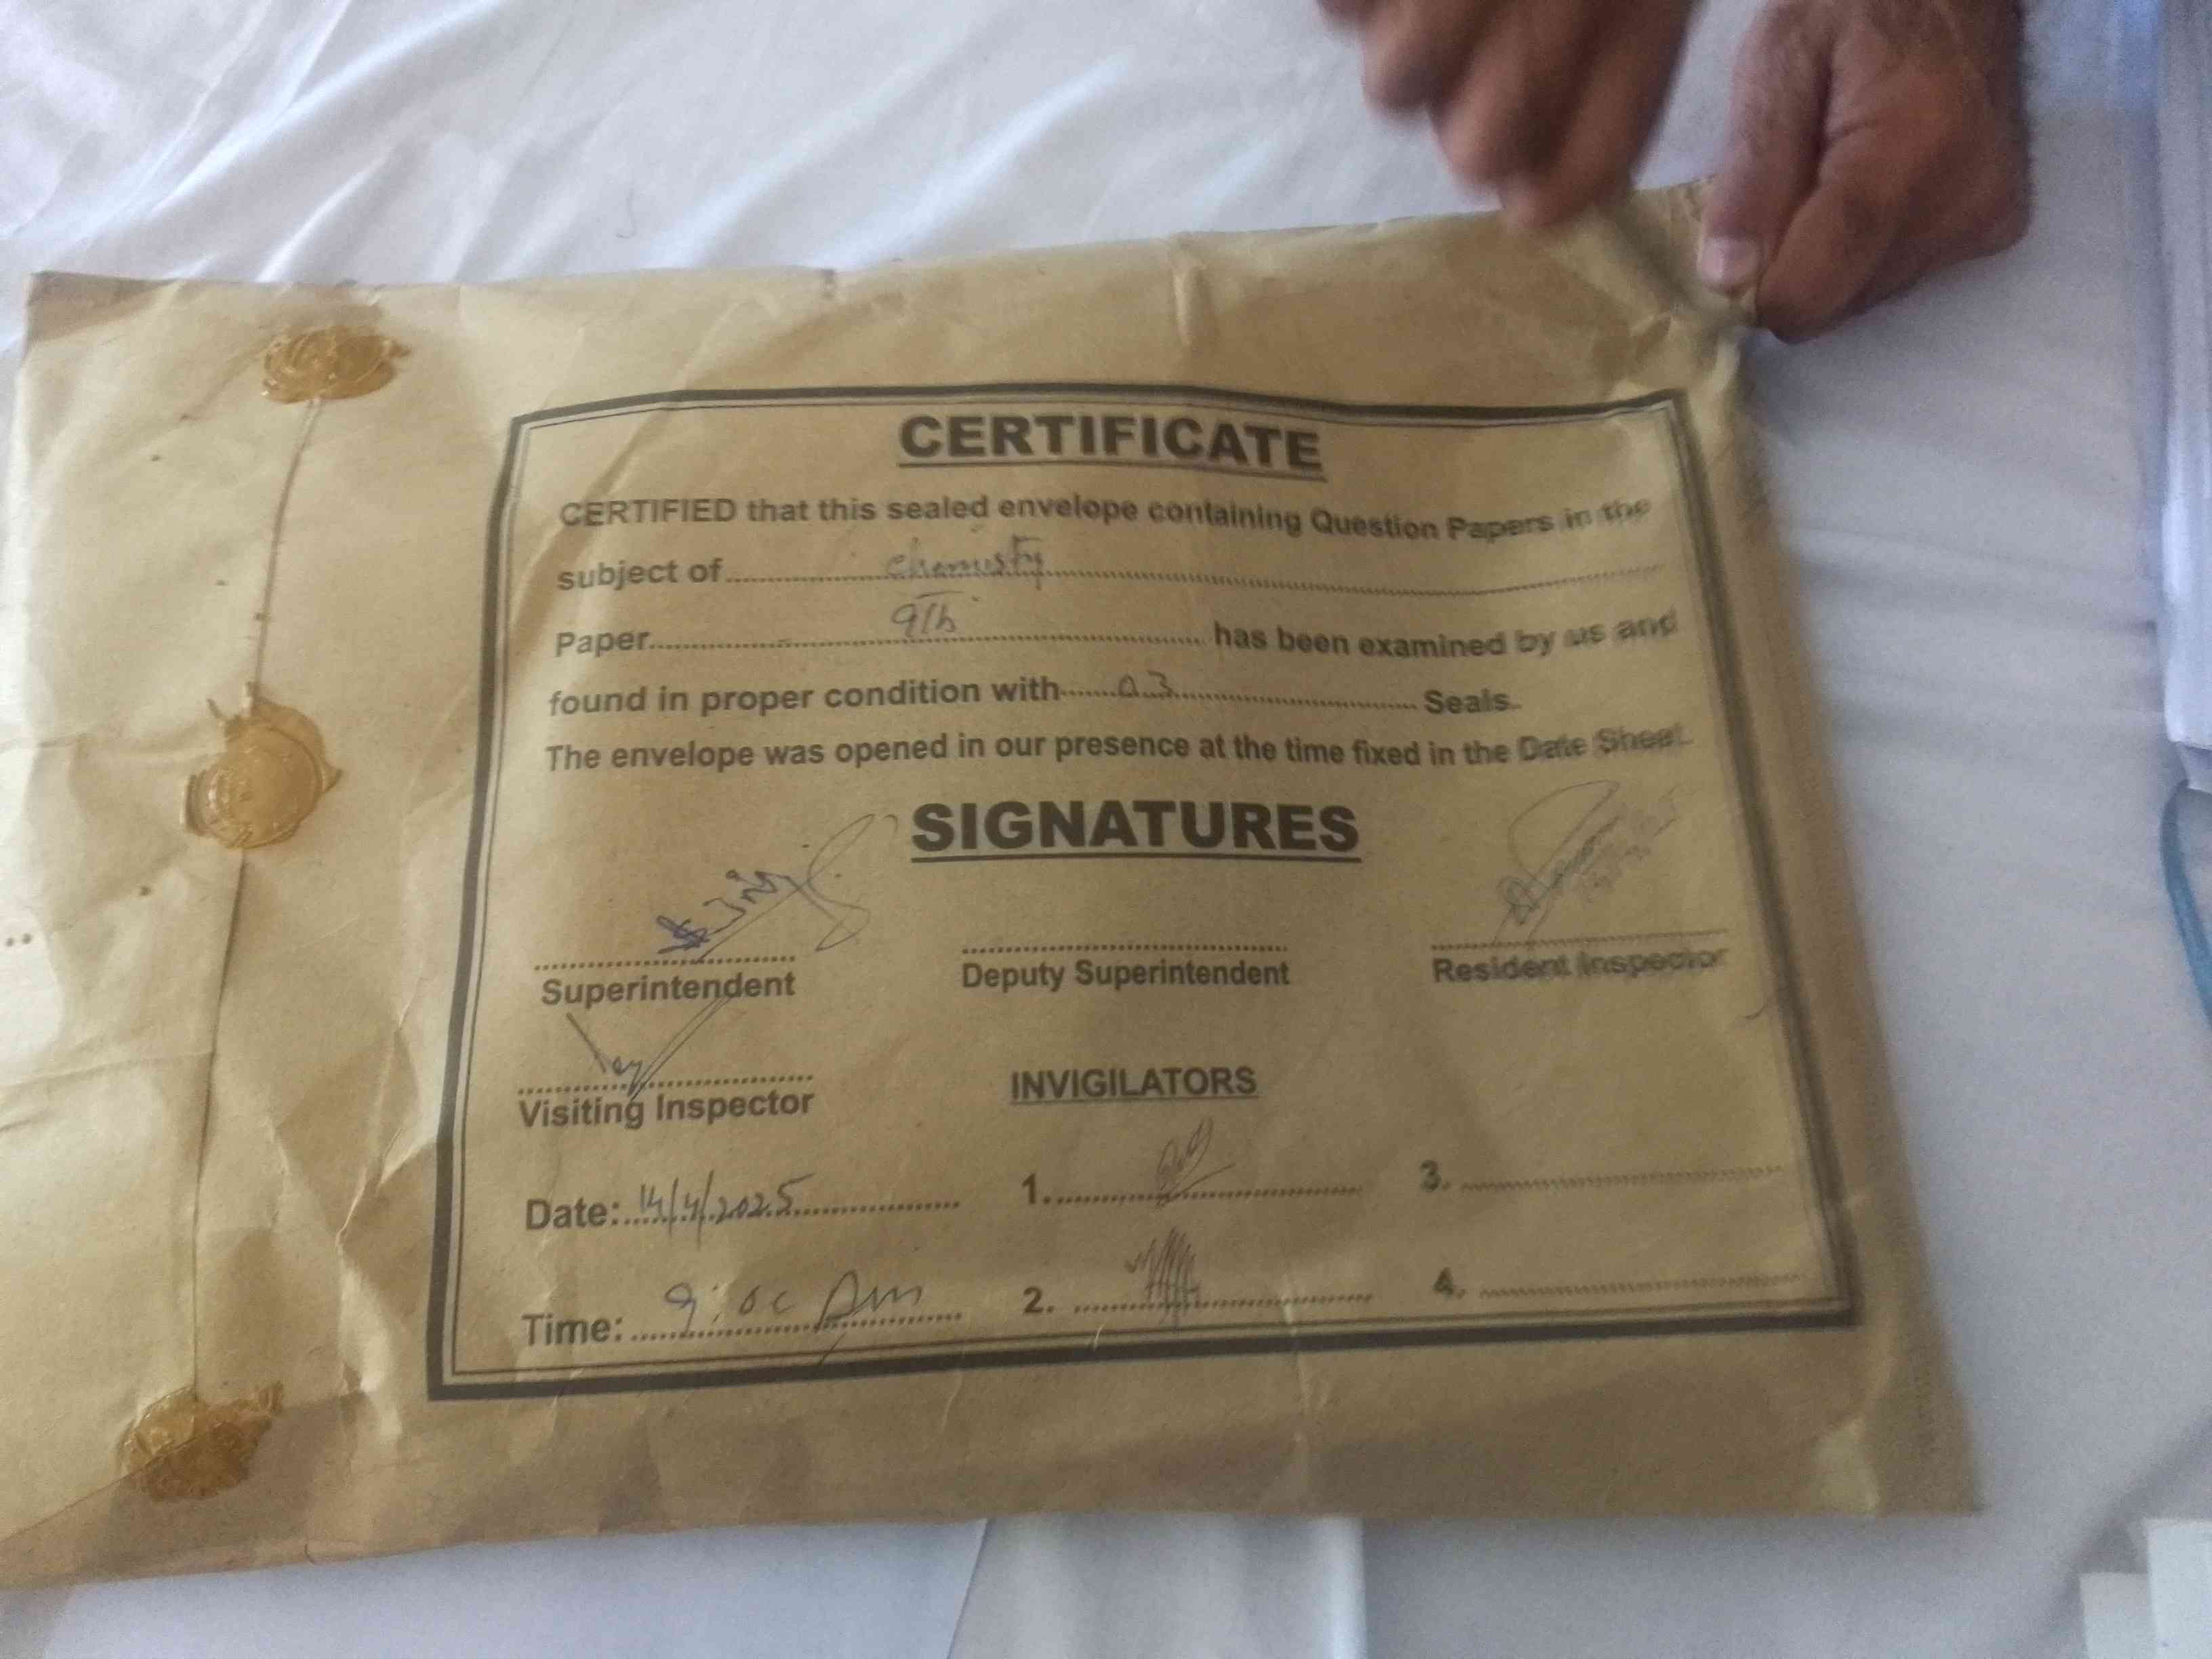 CERTIFICATE
CERTIFIED that this sealed envelope containing Question Papers in the
subject of chemisty
Paper 9th has been examined by us and
found in proper condition with 03 Seals.
The envelope was opened in our presence at the time fixed in the Date Sheet.
SIGNATURES
Superintendent Deputy Superintendent Resident Inspector
Visiting Inspector INVIGILATORS
Date: 14/4/2025 1. 3.
Time: 9:00 2. 4.